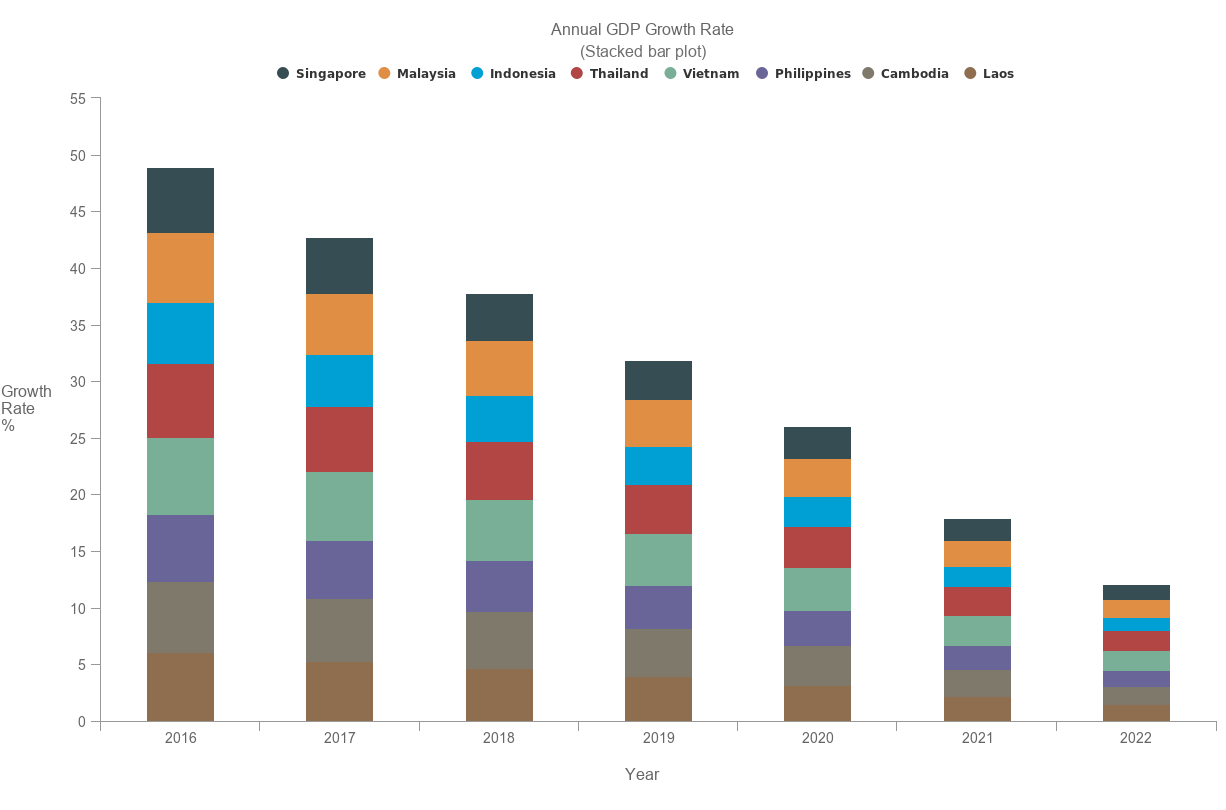 Annual GDP Growth Rate
(Stacked bar plot)
Singapore Malaysia Indonesia Thailand Vietnam Philippines Cambodia Laos
55
50
45
40
35
30
25
20
15
10
5
0
Growth
Rate
%
2016 2017 2018 2019 2020 2021 2022
Year